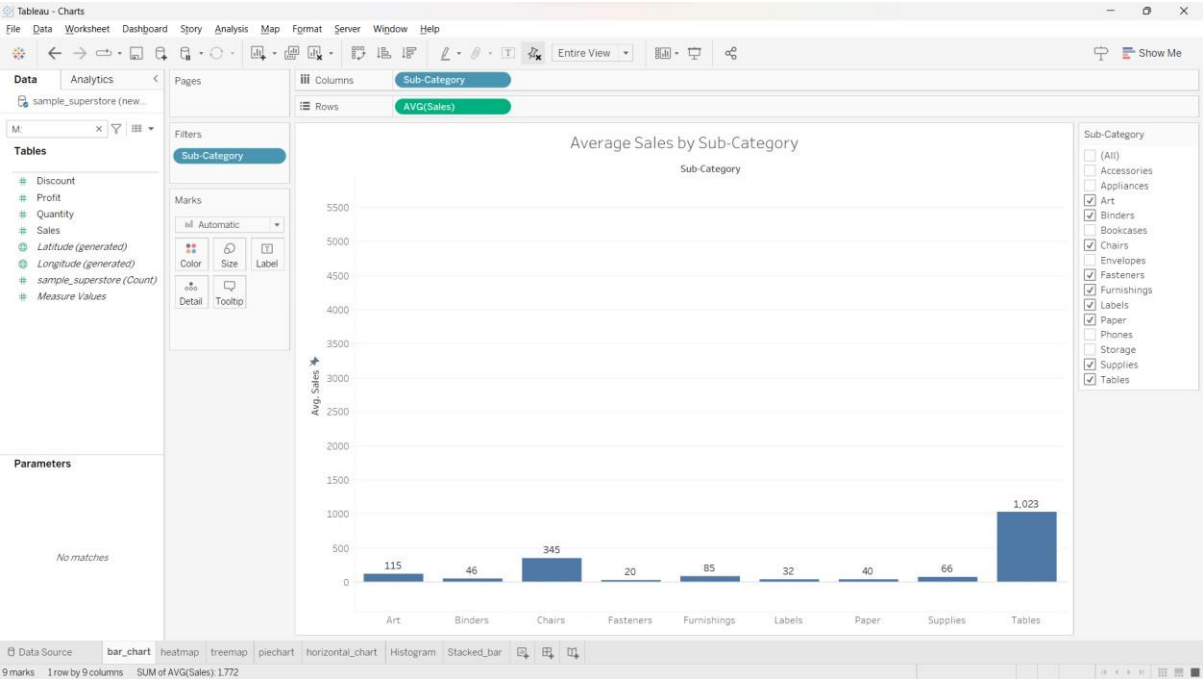 Tableau - Charts
File Data Worksheet Dashboard Story Analysis Map Format Server Window Help
Entire View
Show Me
Data Analytics
sample_superstore (new...
M:
Tables
Discount
Profit
Quantity
Sales
Latitude (generated)
Longitude (generated)
sample_superstore (Count)
Measure Values
Parameters
No matches
Pages
Filters
Sub-Category
Marks
Automatic
Color Size Label
Detail Tooltip
Columns Sub-Category
Rows AVG(Sales)
Average Sales by Sub-Category
Sub-Category
Avg. Sales
5500
5000
4500
4000
3500
3000
2500
2000
1500
1000
500
0
115 46 345 20 85 32 40 66 1,023
Art Binders Chairs Fasteners Furnishings Labels Paper Supplies Tables
Sub-Category
(All)
Accessories
Appliances
Art
Binders
Bookcases
Chairs
Envelopes
Fasteners
Furnishings
Labels
Paper
Phones
Storage
Supplies
Tables
Data Source bar_chart heatmap treemap piechart horizontal_chart Histogram Stacked_bar
9 marks 1 row by 9 columns SUM of AVG(Sales): 1.772